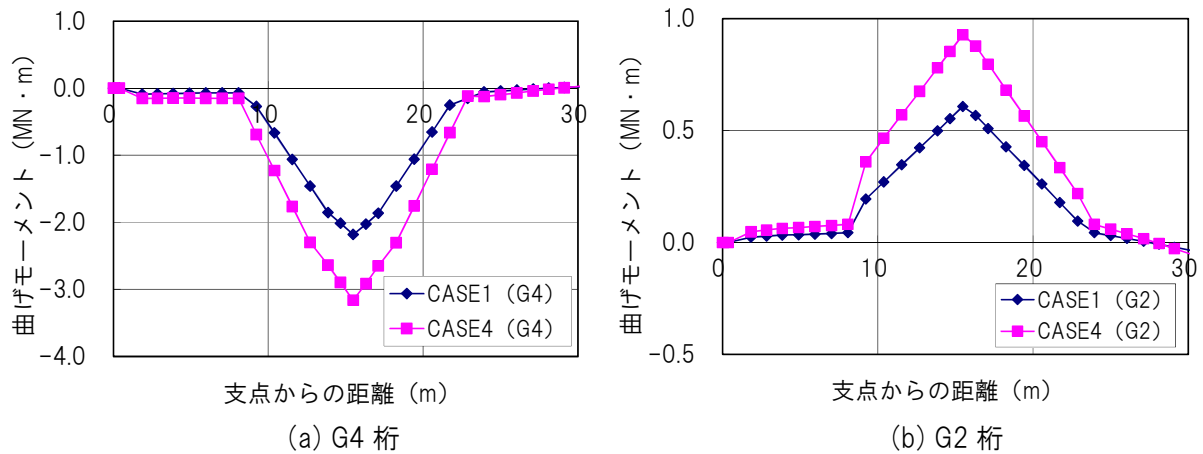 1.0
0.0
−1.0
−2.0
−3.0
−4.0
0
10
20
30
曲げモーメント（MN・m）
支点からの距離（m）
CASE1（G4）
CASE4（G4）
(a) G4 桁
1.0
0.5
0.0
−0.5
0
10
20
30
曲げモーメント（MN・m）
支点からの距離（m）
CASE1（G2）
CASE4（G2）
(b) G2 桁